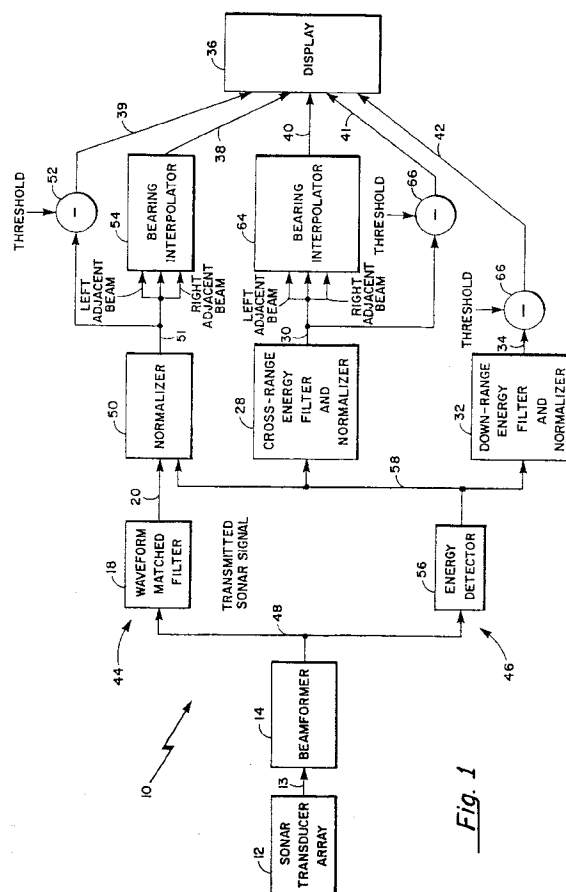 10
12
SONAR
TRANSDUCER
ARRAY
13
14
BEAMFORMER
48
44
46
18
WAVEFORM
MATCHED
FILTER
20
TRANSMITTED
SONAR SIGNAL
56
ENERGY
DETECTOR
58
50
NORMALIZER
51
28
CROSS-RANGE
ENERGY
FILTER
AND
NORMALIZER
30
32
DOWN-RANGE
ENERGY
FILTER
AND
NORMALIZER
34
THRESHOLD
52
39
LEFT
ADJACENT
BEAM
54
BEARING
INTERPOLATOR
RIGHT
ADJACENT
BEAM
38
LEFT
ADJACENT
BEAM
64
BEARING
INTERPOLATOR
RIGHT
ADJACENT
BEAM
40
THRESHOLD
66
41
THRESHOLD
66
42
36
DISPLAY
Fig. 1